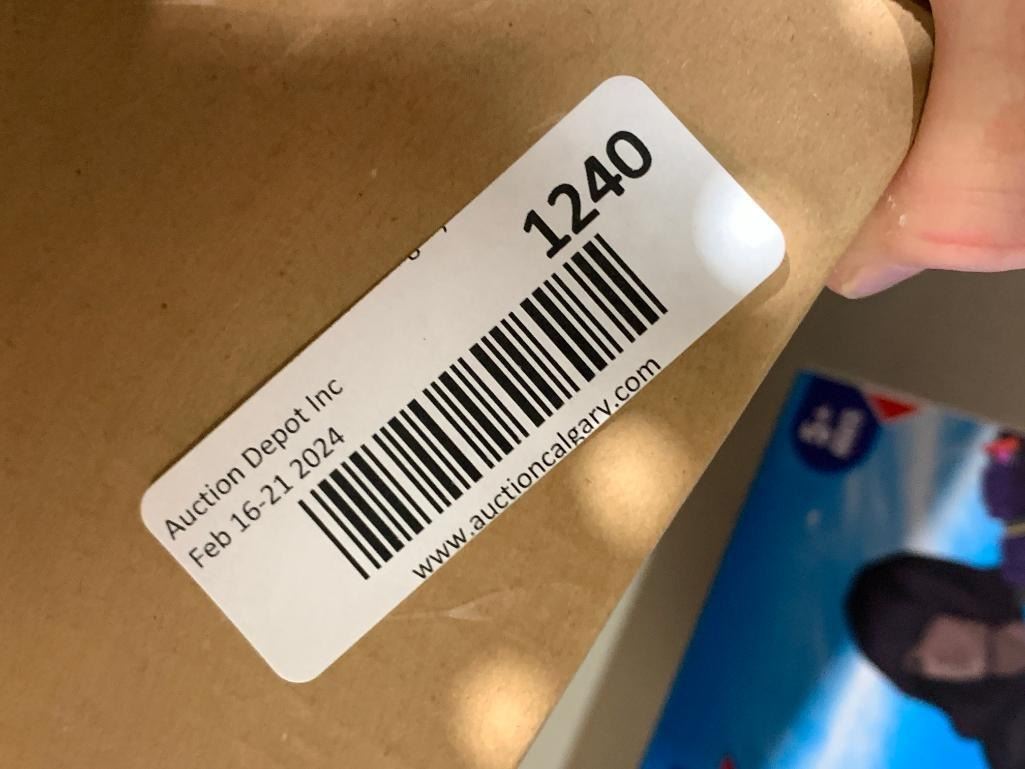 1240
Auction Depot Inc
Feb 16-21 2024
www.auctioncalgary.com